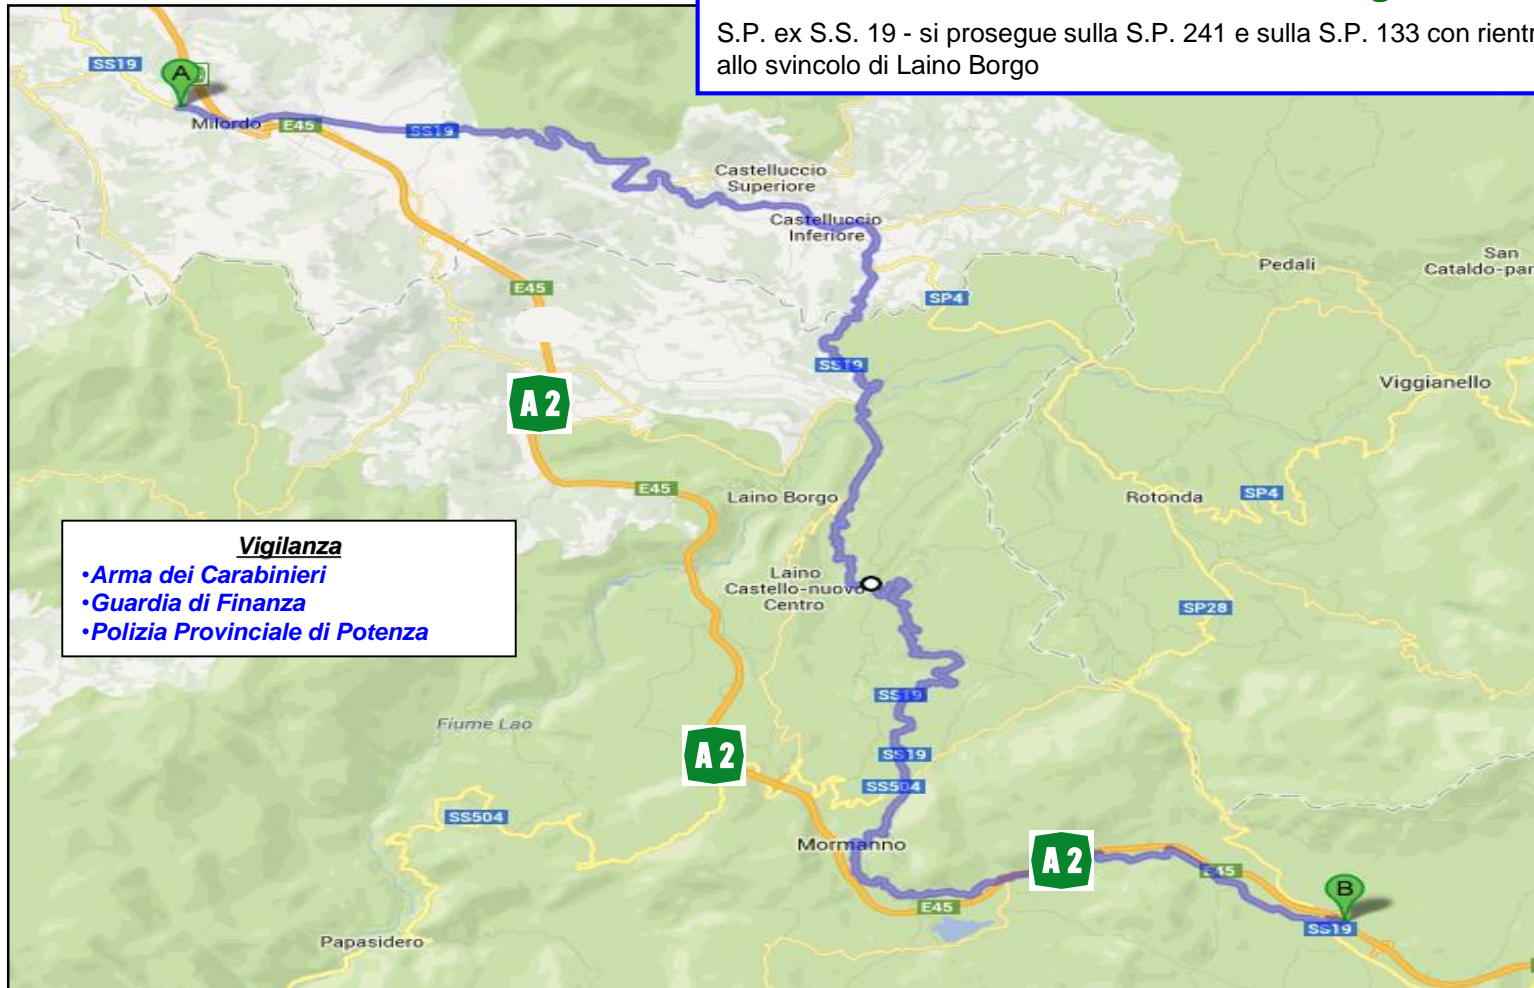 S.P. ex S.S. 19 - si prosegue sulla S.P. 241 e sulla S.P. 133 con rientr
allo svincolo di Laino Borgo
SS19
A
Milordo
E45
SS19
Castelluccio
Superiore
Castelluccio
Inferiore
Pedali
San
Cataldo-par
E45
SP4
SS19
Viggianello
A 2
E45
Laino Borgo
Rotonda
SP4
Vigilanza
•Arma dei Carabinieri
•Guardia di Finanza
•Polizia Provinciale di Potenza
Laino
Castello-nuovo
Centro
SP28
SS19
Fiume Lao
A 2
SS19
SS504
SS504
Mormanno
A 2
E45
B
E45
SS19
Papasidero